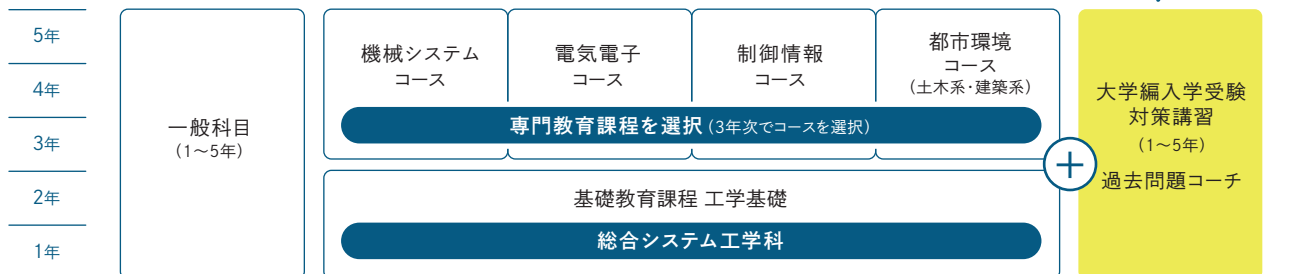 5年
4年
3年
2年
1年
一般科目
(1〜5年)
機械システム
コース
電気電子
コース
制御情報
コース
都市環境
コース
(土木系・建築系)
専門教育課程を選択(3年次でコースを選択)
基礎教育課程 工学基礎
総合システム工学科
+
大学編入学受験
対策講習
(1〜5年)
過去問題コーチ